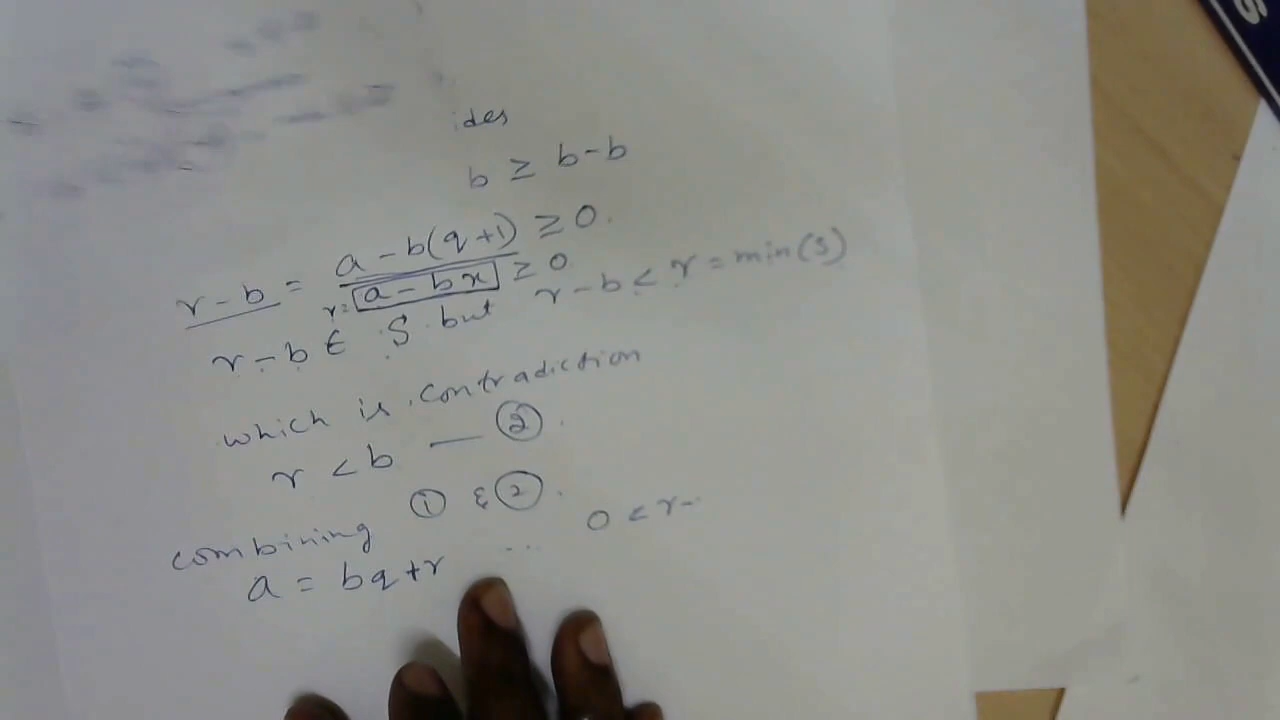 ides
b ≥ b-b
r-b = a-b(q+1) ≥ 0.
r = a-bx ≥ 0
r-b ∈ S but r-b < r = min(S)
which is contradiction
r < b — ②.
combining ① & ②.
a = bq+r ... 0 < r-